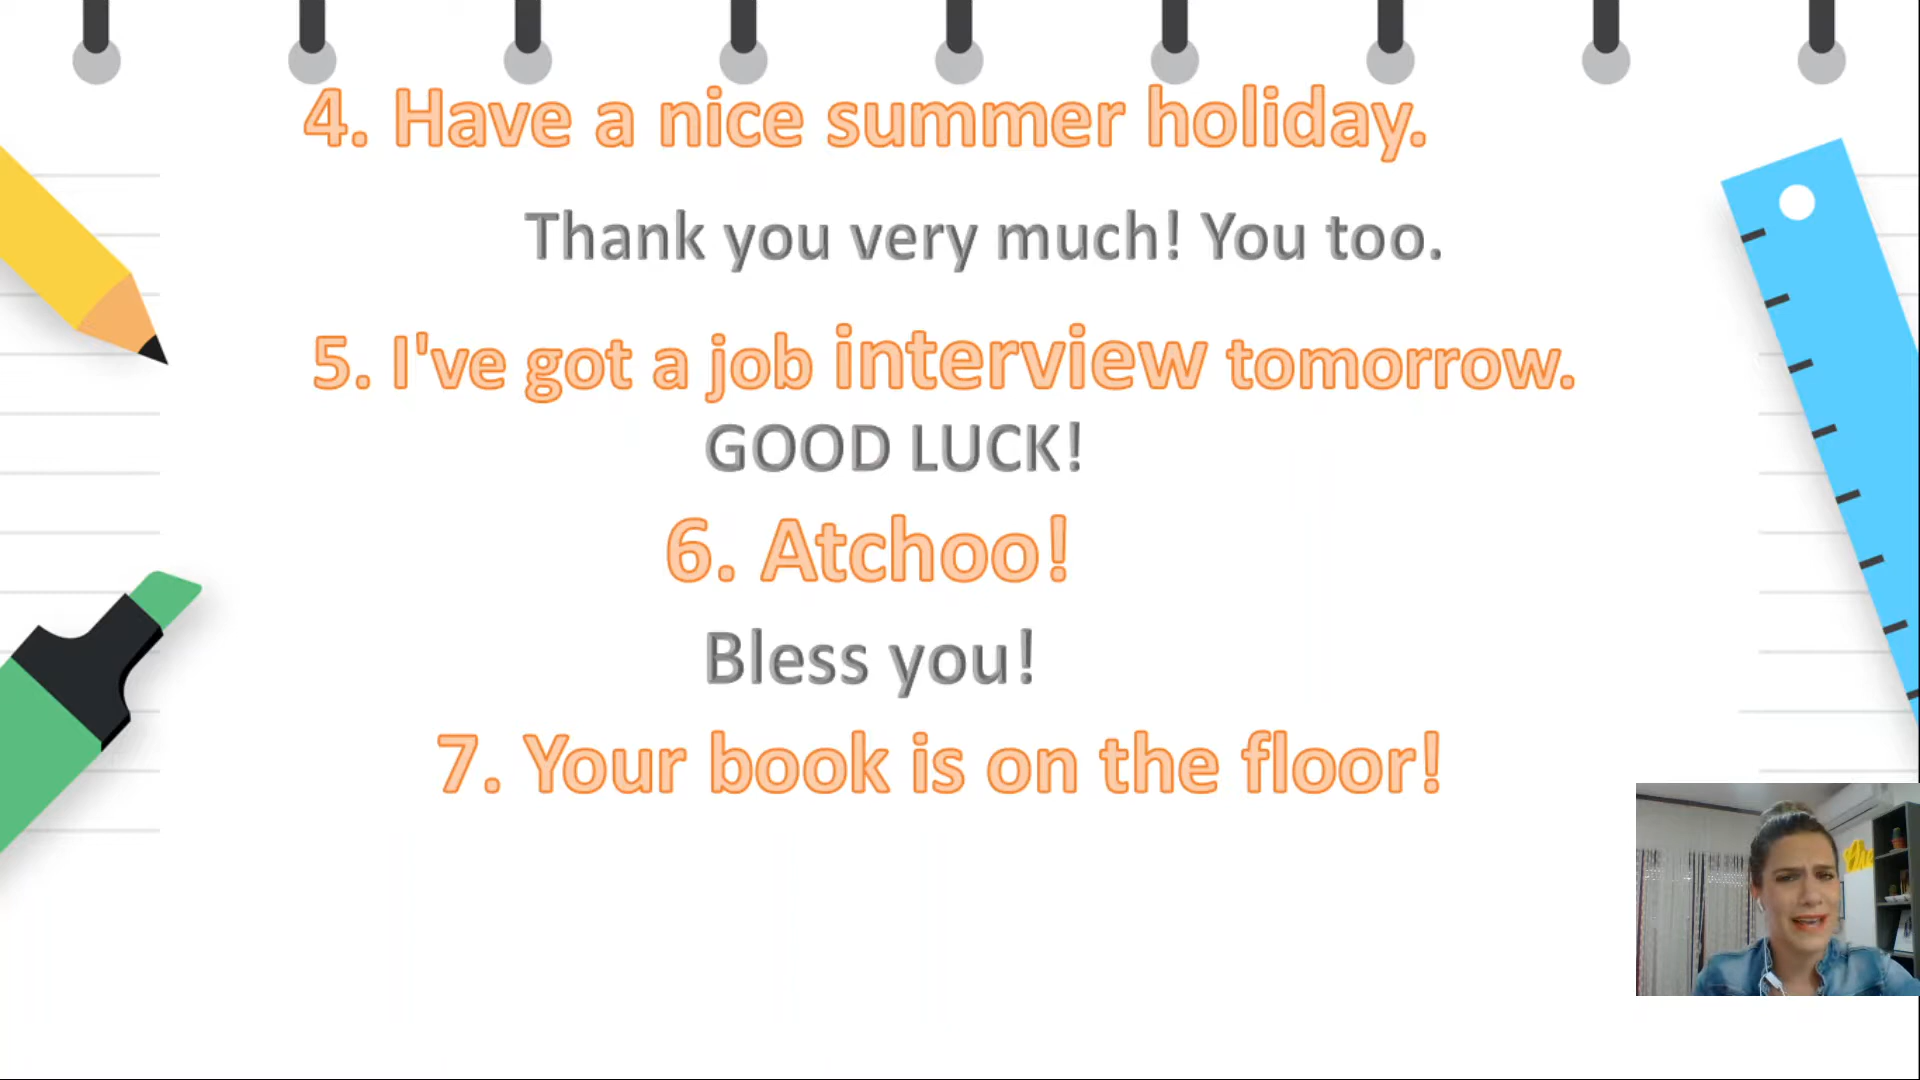 4. Have a nice summer holiday.
Thank you very much! You too.
5. I've got a job interview tomorrow.
GOOD LUCK!
6. Atchoo!
Bless you!
7. Your book is on the floor!